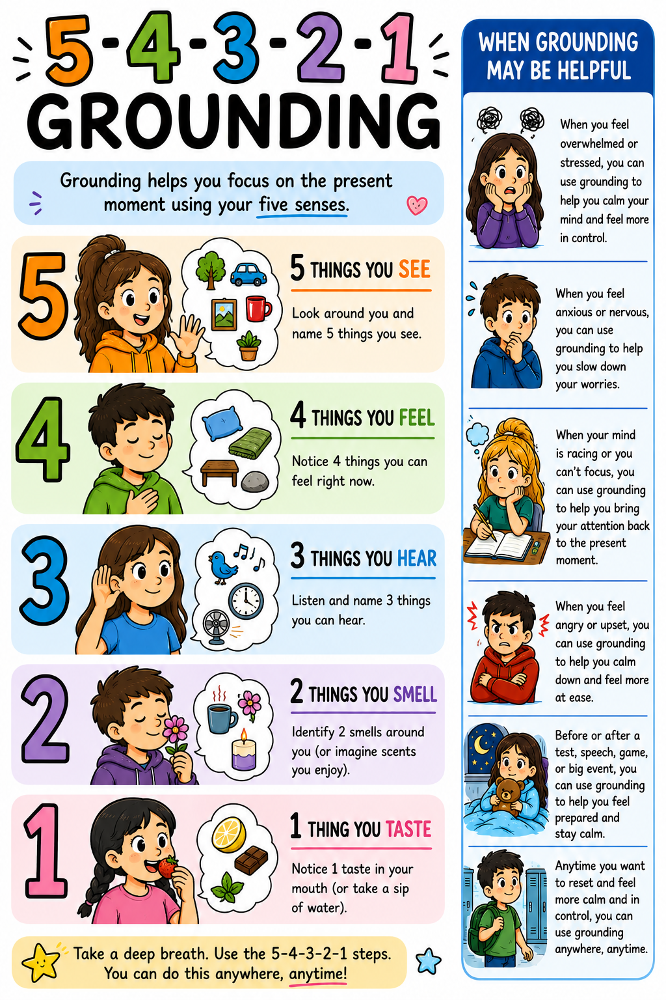 5-4-3-2-1
GROUNDING
Grounding helps you focus on the present
moment using your five senses.
5
5 THINGS YOU SEE
Look around you and
name 5 things you see.
4
4 THINGS YOU FEEL
Notice 4 things you can
feel right now.
3
3 THINGS YOU HEAR
Listen and name 3 things
you can hear.
2
2 THINGS YOU SMELL
Identify 2 smells around
you (or imagine scents
you enjoy).
1
1 THING YOU TASTE
Notice 1 taste in your
mouth (or take a sip
of water).
Take a deep breath. Use the 5-4-3-2-1 steps.
You can do this anywhere, anytime!
WHEN GROUNDING
MAY BE HELPFUL
When you feel
overwhelmed or
stressed, you can
use grounding to
help you calm your
mind and feel more
in control.
When you feel
anxious or nervous,
you can use
grounding to help
you slow down
your worries.
When your mind
is racing or you
can't focus, you
can use grounding
to help you bring
your attention back
to the present
moment.
When you feel
angry or upset, you
can use grounding
to help you calm
down and feel more
at ease.
Before or after a
test, speech, game,
or big event, you
can use grounding
to help you feel
prepared and
stay calm.
Anytime you want
to reset and feel
more calm and in
control, you can
use grounding
anywhere, anytime.